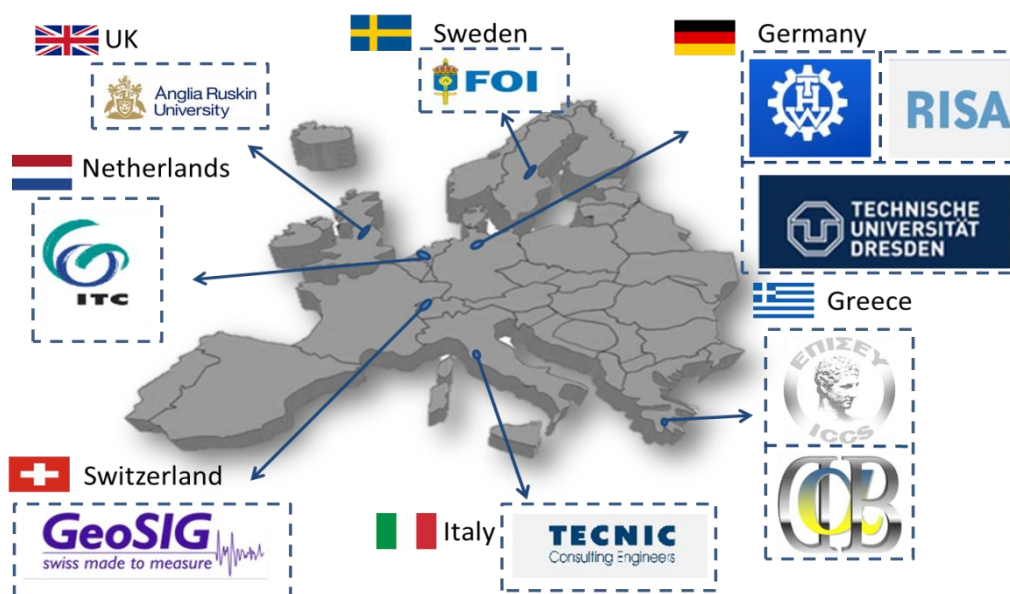 UK
Anglia Ruskin
University
Sweden
FOI
Germany
THW
RISA
TECHNISCHE
UNIVERSITÄT
DRESDEN
Netherlands
ITC
Greece
ΕΠΙΣΕΥ
ICCS
Switzerland
GeoSIG
swiss made to measure
Italy
TECNIC
Consulting Engineers